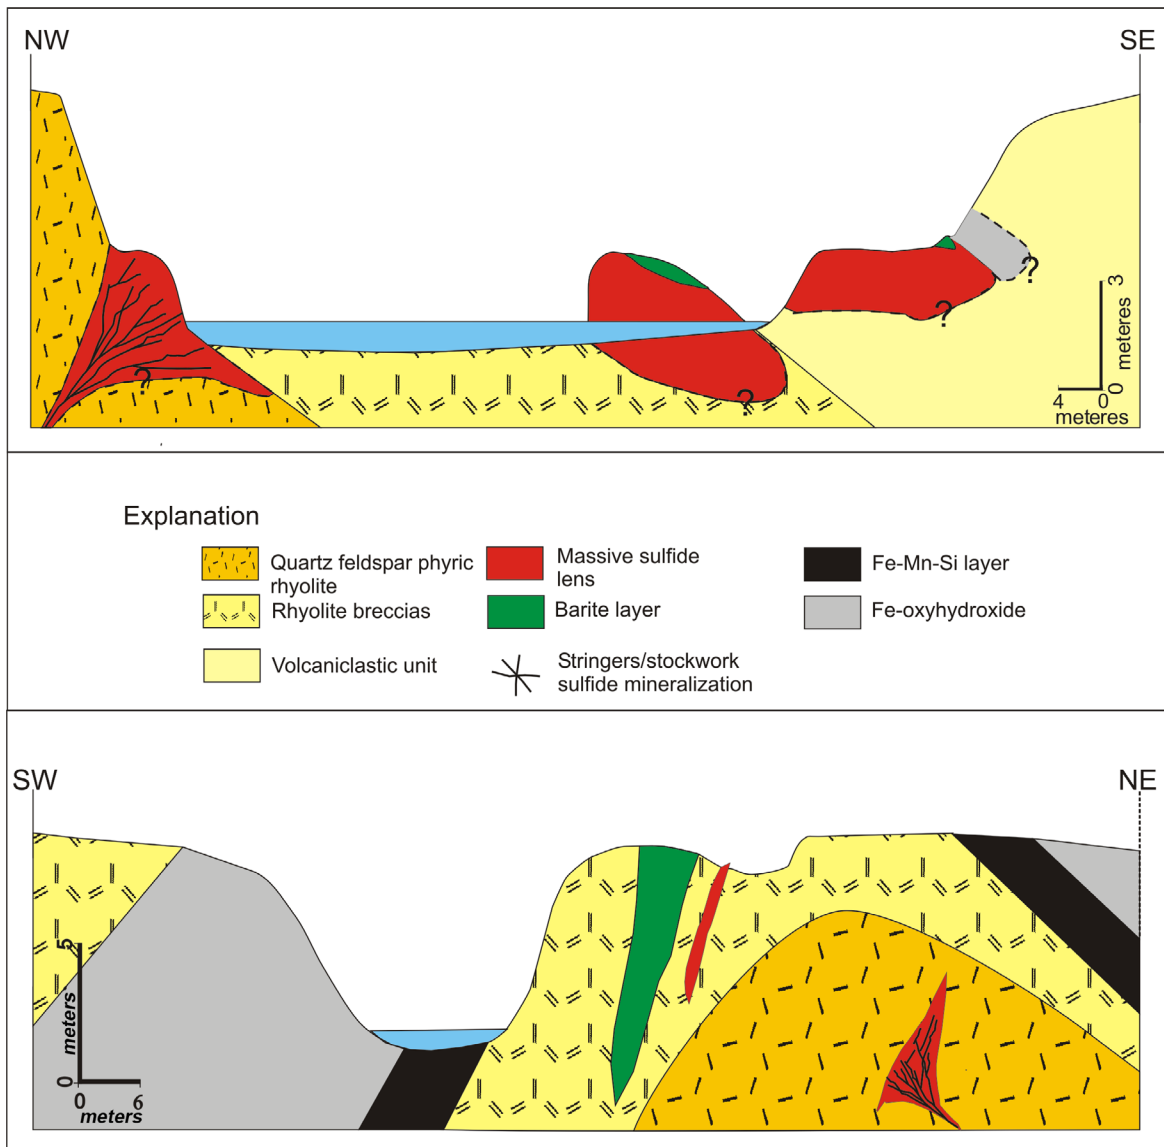 NW
SE
?
?
?
?
3
meteres
0
4
0
meteres
Explanation
Quartz feldspar phyric
rhyolite
Massive sulfide
lens
Fe-Mn-Si layer
Rhyolite breccias
Barite layer
Fe-oxyhydroxide
Volcaniclastic unit
Stringers/stockwork
sulfide mineralization
SW
NE
5
meters
0
0
6
meters